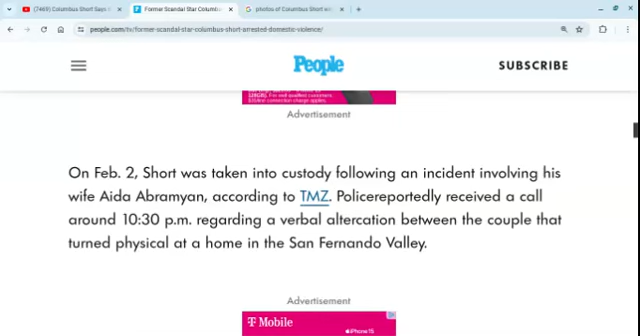 (7469) Columbus Short Says
Former Scandal Star Columbus
photos of Columbus Short wit
people.com/tv/former-scandal-star-columbus-short-arrested-domestic-violence/
People
SUBSCRIBE
Advertisement
On Feb. 2, Short was taken into custody following an incident involving his
wife Aida Abramyan, according to TMZ. Policereportedly received a call
around 10:30 p.m. regarding a verbal altercation between the couple that
turned physical at a home in the San Fernando Valley.
Advertisement
T Mobile
iPhone 15